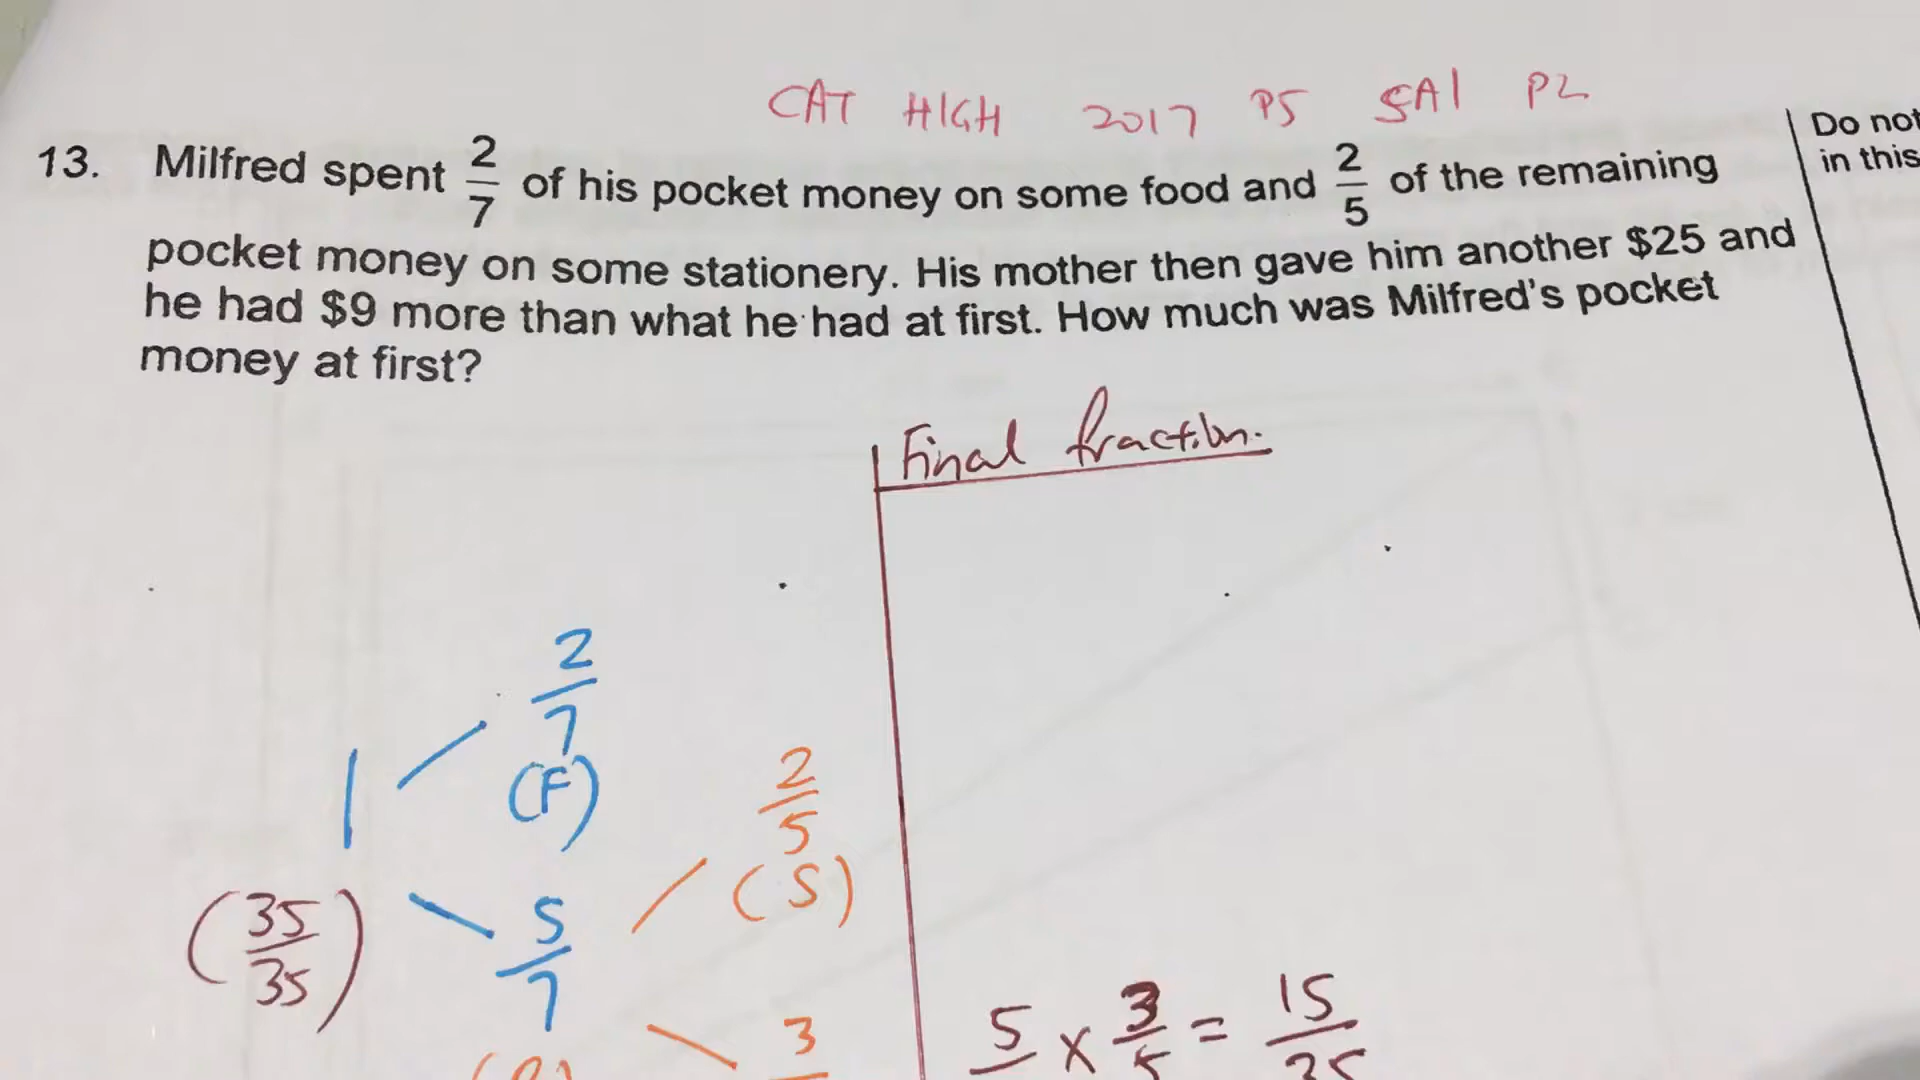 CAT HIGH 2017 P5 SA1 P2
Do not
in this
13. Milfred spent 2/7 of his pocket money on some food and 2/5 of the remaining
pocket money on some stationery. His mother then gave him another $25 and
he had $9 more than what he had at first. How much was Milfred's pocket
money at first?
Final fraction.
2/7
(F)
1
2/5
(S)
(35/35)
5/7
3
5 x 3/5 = 15/35